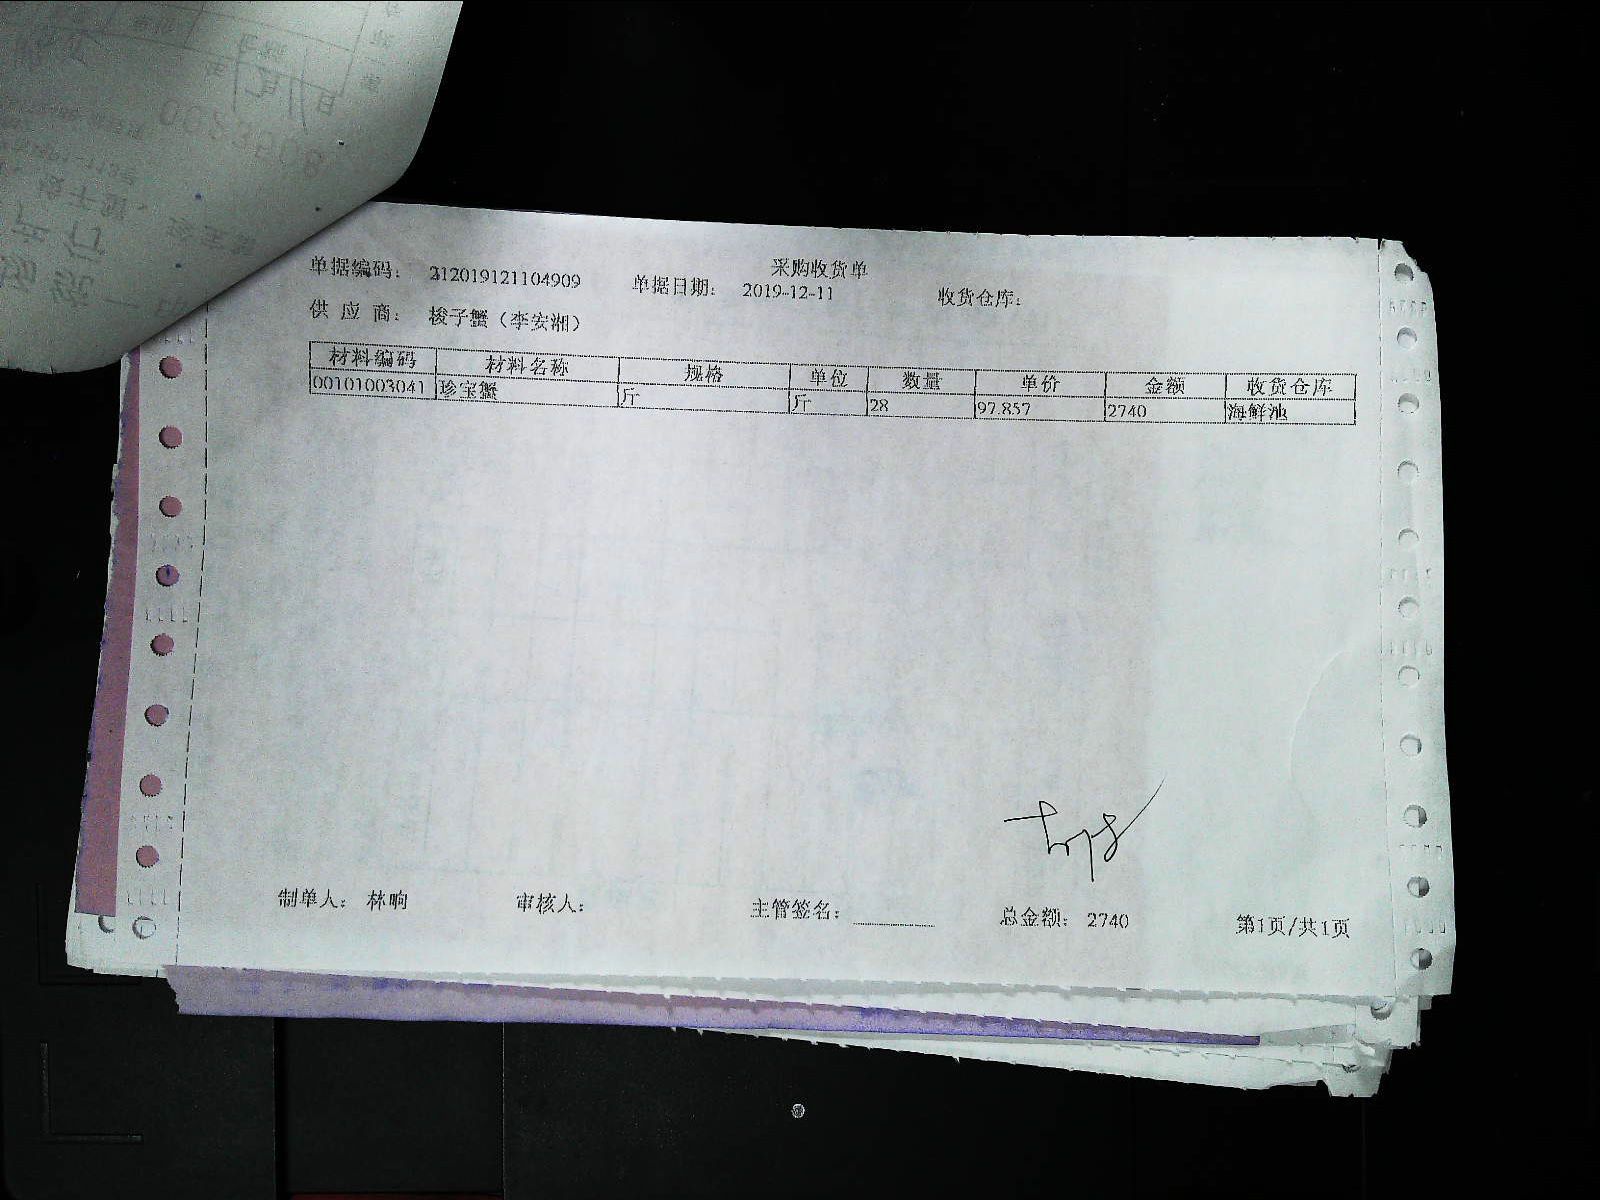 采购收货单
单据编码： 212019121104909 单据日期： 2019-12-11 收货仓库：
供 应 商： 梭子蟹（李安湘）
材料编码 材料名称 规格 单位 数量 单价 金额 收货仓库
00101003041 珍宝蟹 斤 斤 28 97.857 2740 海鲜池
制单人： 林响 审核人： 主管签名： 总金额： 2740 第1页/共1页